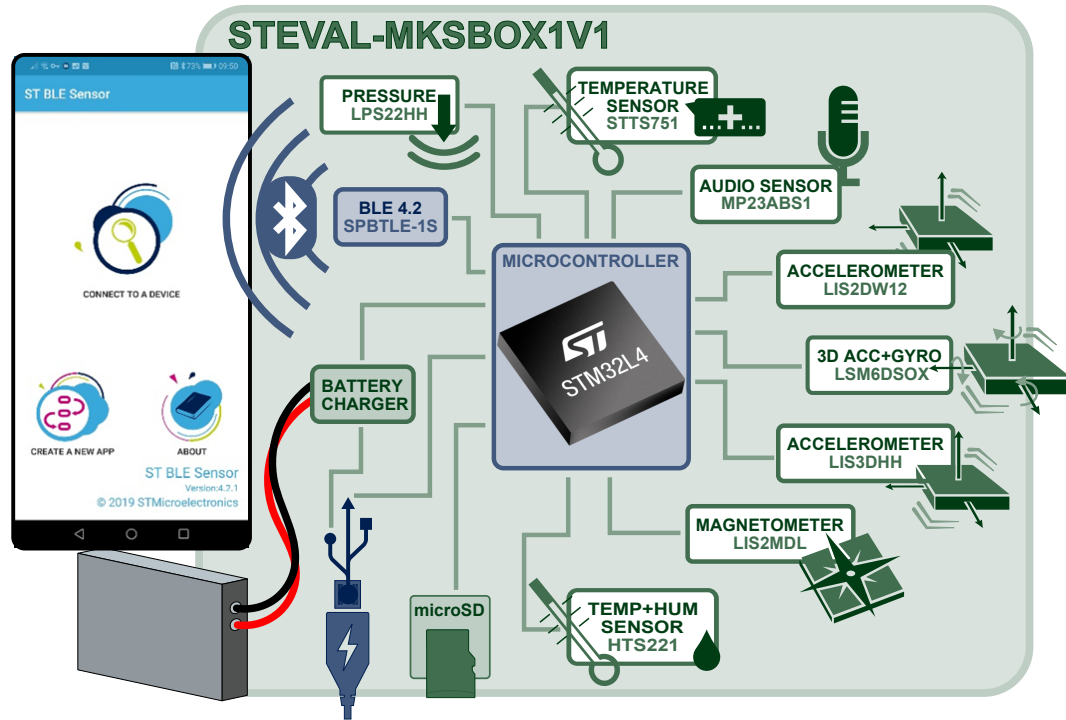 STEVAL-MKSBOX1V1
73% 09:50
ST BLE Sensor
CONNECT TO A DEVICE
CREATE A NEW APP
ABOUT
ST BLE Sensor
Version:4.2.1
© 2019 STMicroelectronics
PRESSURE
LPS22HH
TEMPERATURE
SENSOR
STTS751
AUDIO SENSOR
MP23ABS1
BLE 4.2
SPBTLE-1S
MICROCONTROLLER
ST
STM32L4
ACCELEROMETER
LIS2DW12
3D ACC+GYRO
LSM6DSOX
BATTERY
CHARGER
ACCELEROMETER
LIS3DHH
MAGNETOMETER
LIS2MDL
microSD
TEMP+HUM
SENSOR
HTS221